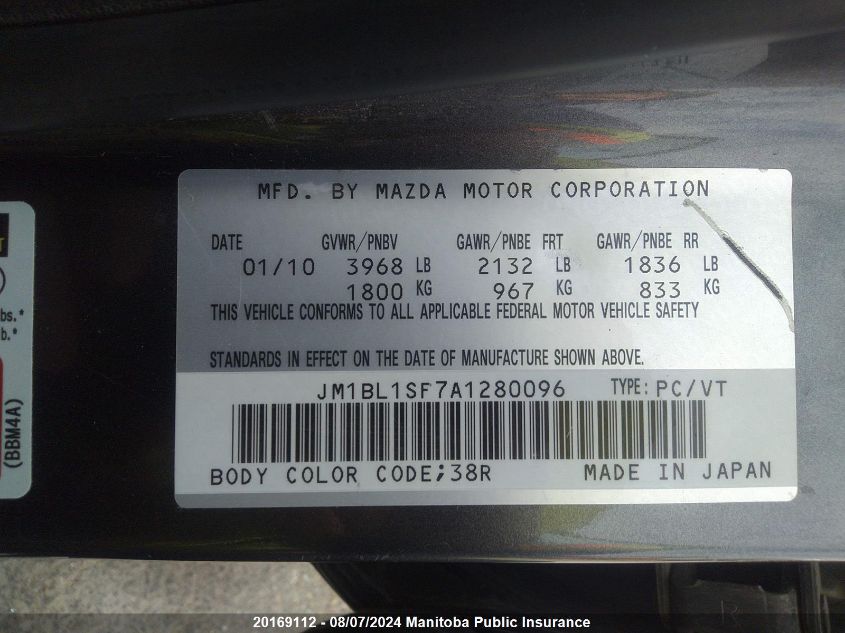 MFD. BY MAZDA MOTOR CORPORATION
DATE GVWR/PNBV GAWR/PNBE FRT GAWR/PNBE RR
01/10 3968 LB 2132 LB 1836 LB
1800 KG 967 KG 833 KG
THIS VEHICLE CONFORMS TO ALL APPLICABLE FEDERAL MOTOR VEHICLE SAFETY
STANDARDS IN EFFECT ON THE DATE OF MANUFACTURE SHOWN ABOVE.
JM1BL1SF7A1280096 TYPE: PC/VT
BODY COLOR CODE;38R MADE IN JAPAN
bs.*
b.*
(BBM4A)
20169112 - 08/07/2024 Manitoba Public Insurance